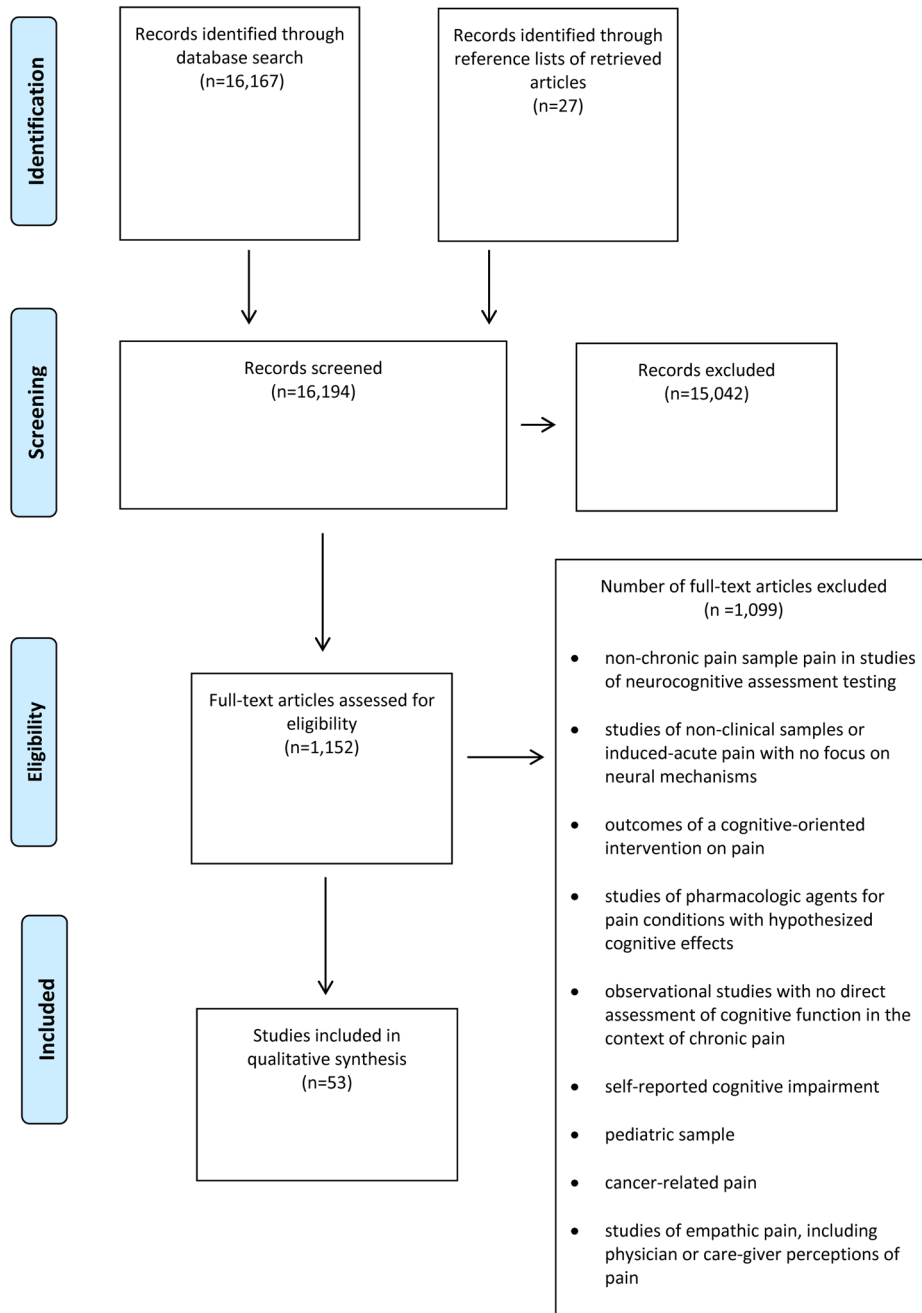 Identification
Records identified through
database search
(n=16,167)
Records identified through
reference lists of retrieved
articles
(n=27)
Screening
Records screened
(n=16,194)
Records excluded
(n=15,042)
Eligibility
Full-text articles assessed for
eligibility
(n=1,152)
Number of full-text articles excluded
(n =1,099)
• non-chronic pain sample pain in studies
of neurocognitive assessment testing
• studies of non-clinical samples or
induced-acute pain with no focus on
neural mechanisms
• outcomes of a cognitive-oriented
intervention on pain
• studies of pharmacologic agents for
pain conditions with hypothesized
cognitive effects
• observational studies with no direct
assessment of cognitive function in the
context of chronic pain
• self-reported cognitive impairment
• pediatric sample
• cancer-related pain
• studies of empathic pain, including
physician or care-giver perceptions of
pain
Included
Studies included in
qualitative synthesis
(n=53)